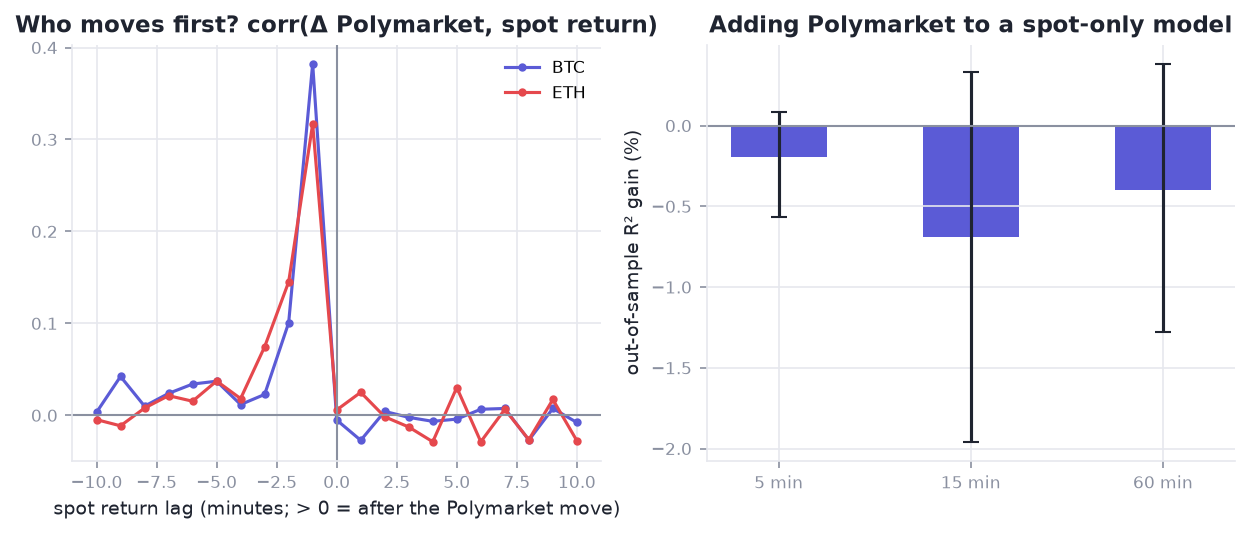 Who moves first? corr(Δ Polymarket, spot return)
BTC
ETH
0.4
0.3
0.2
0.1
0.0
−10.0 −7.5 −5.0 −2.5 0.0 2.5 5.0 7.5 10.0
spot return lag (minutes; > 0 = after the Polymarket move)
Adding Polymarket to a spot-only model
out-of-sample R² gain (%)
0.0
−0.5
−1.0
−1.5
−2.0
5 min 15 min 60 min